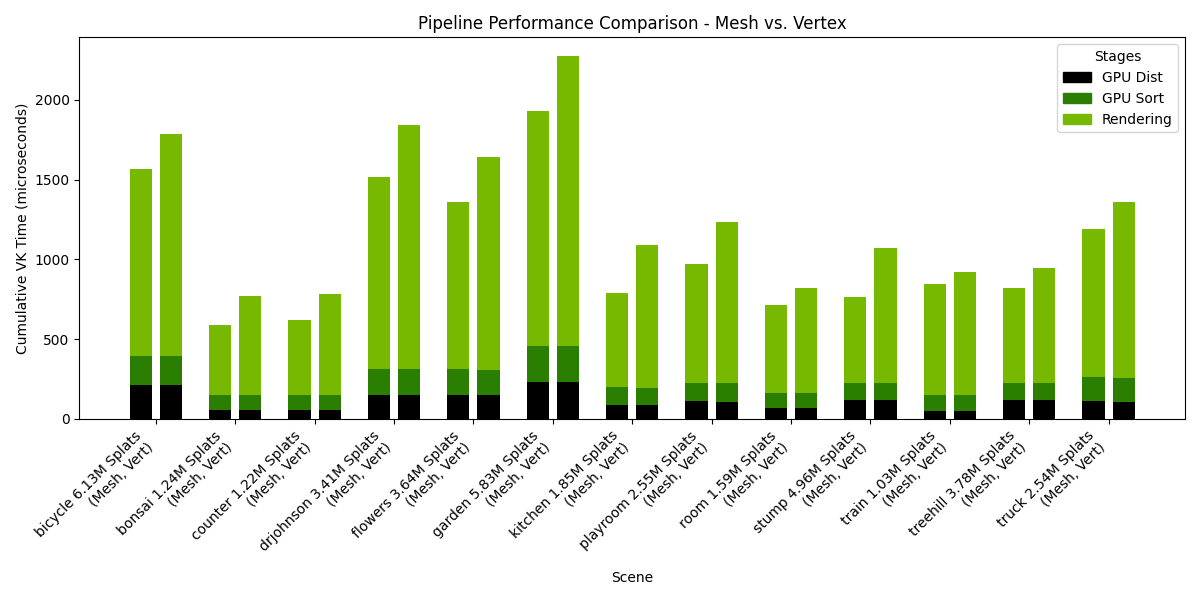 Pipeline Performance Comparison - Mesh vs. Vertex
Stages
GPU Dist
GPU Sort
Rendering
Cumulative VK Time (microseconds)
2000
1500
1000
500
0
bicycle 6.13M Splats
(Mesh, Vert)
bonsai 1.24M Splats
(Mesh, Vert)
counter 1.22M Splats
(Mesh, Vert)
drjohnson 3.41M Splats
(Mesh, Vert)
flowers 3.64M Splats
(Mesh, Vert)
garden 5.83M Splats
(Mesh, Vert)
kitchen 1.85M Splats
(Mesh, Vert)
playroom 2.55M Splats
(Mesh, Vert)
room 1.59M Splats
(Mesh, Vert)
stump 4.96M Splats
(Mesh, Vert)
train 1.03M Splats
(Mesh, Vert)
treehill 3.78M Splats
(Mesh, Vert)
truck 2.54M Splats
(Mesh, Vert)
Scene